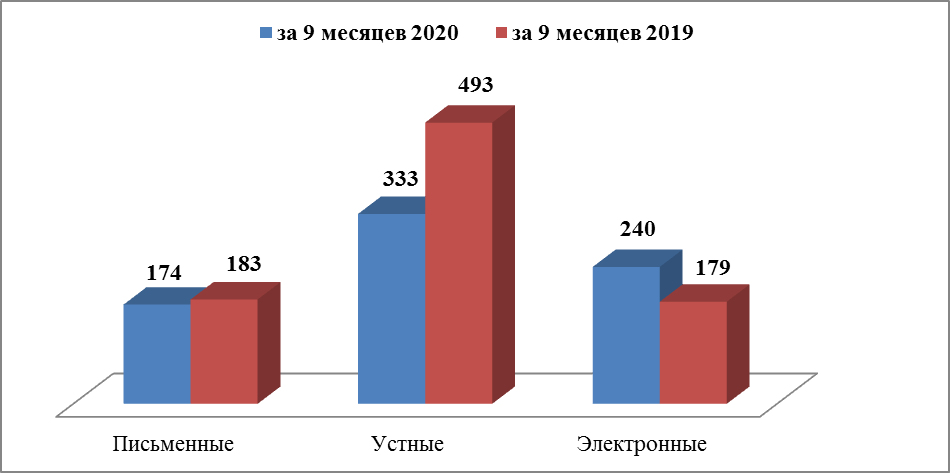 за 9 месяцев 2020 за 9 месяцев 2019
493
333
240
174 183 179
Письменные Устные Электронные